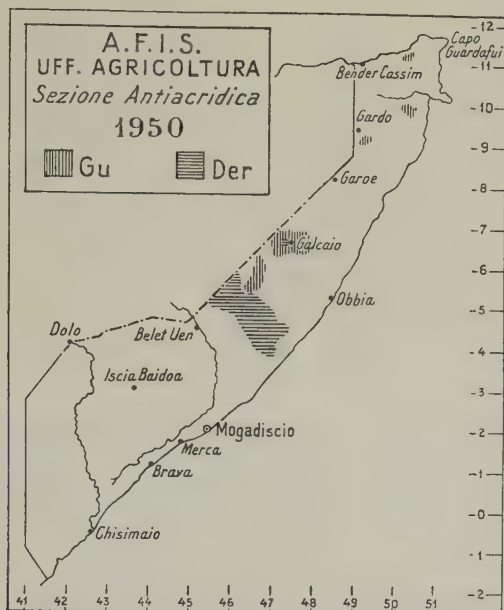 A.F.I.S.
UFF. AGRICOLTURA
Sezione Antiacridica
1950
Gu
Der
Capo
Guardafui
Bender Cassim
Gardo
Garoe
Galcaio
Obbia
Dolo
Belet Uen
Iscia Baidoa
Mogadiscio
Merca
Brava
Chisimaio
-12-
-11-
-10-
-9-
-8-
-7-
-6-
-5-
-4-
-3-
-2-
-1-
-0-
-1-
-2-
41 42 43 44 45 46 47 48 49 50 51